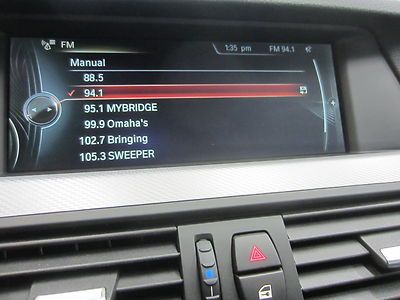 FM 1:35 pm FM 94.1
Manual
88.5
94.1
95.1 MYBRIDGE
99.9 Omaha's
102.7 Bringing
105.3 SWEEPER